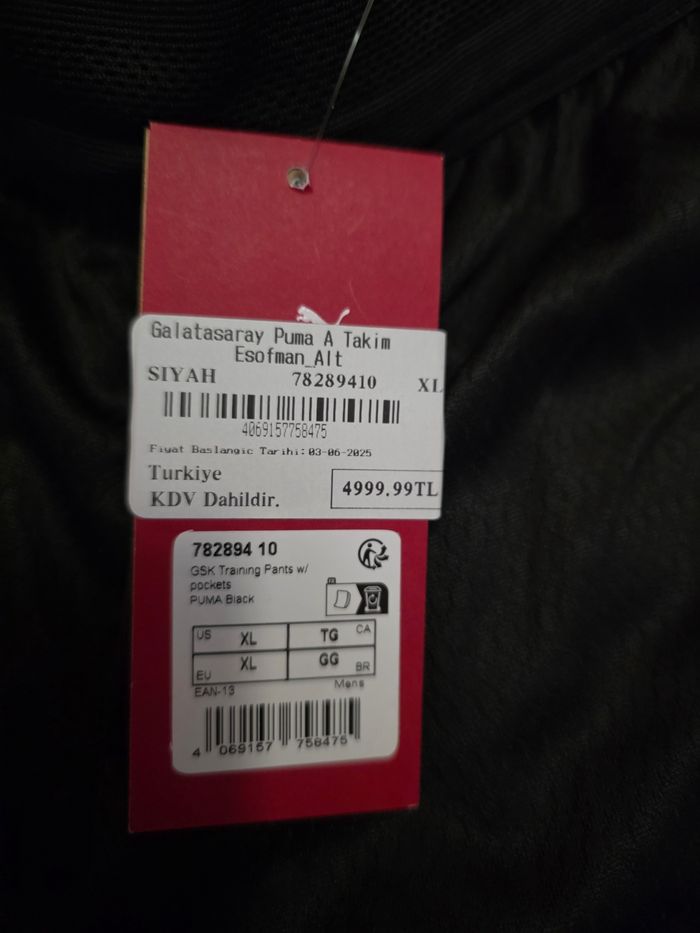 Galatasaray Puma A Takim
Esofman_Alt
SIYAH 78289410 XL
4069157758475
Fiyat Baslangic Tarihi: 03-06-2025
Turkiye
KDV Dahildir. 4999.99TL
782894 10
GSK Training Pants w/
pockets
PUMA Black
FR
US XL TG CA
EU XL GG BR
EAN-13 Mens
4 069157 758475